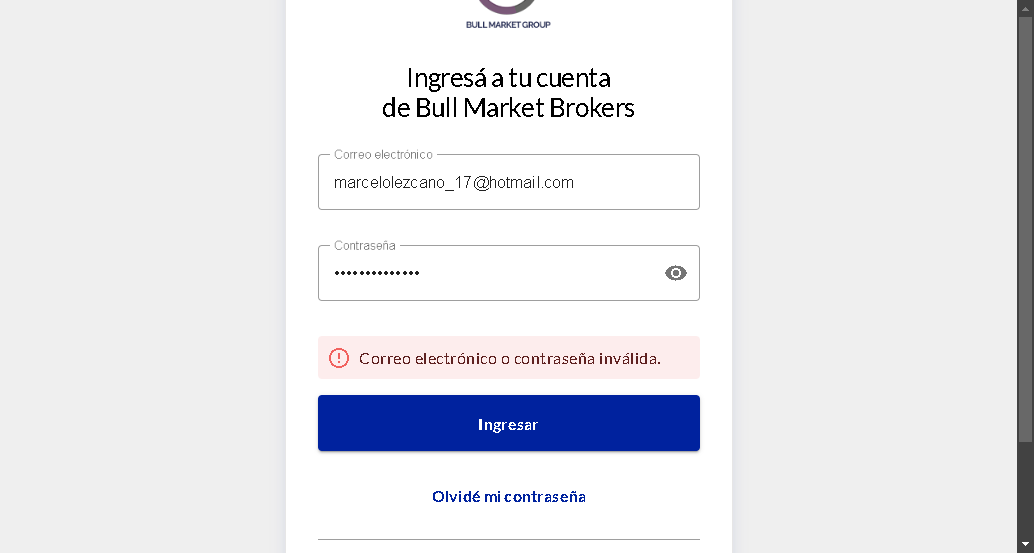 BULL MARKET GROUP
Ingresá a tu cuenta
de Bull Market Brokers
Correo electrónico
marcelolezcano_17@hotmail.com
Contraseña
••••••••••••••
Correo electrónico o contraseña inválida.
Ingresar
Olvidé mi contraseña